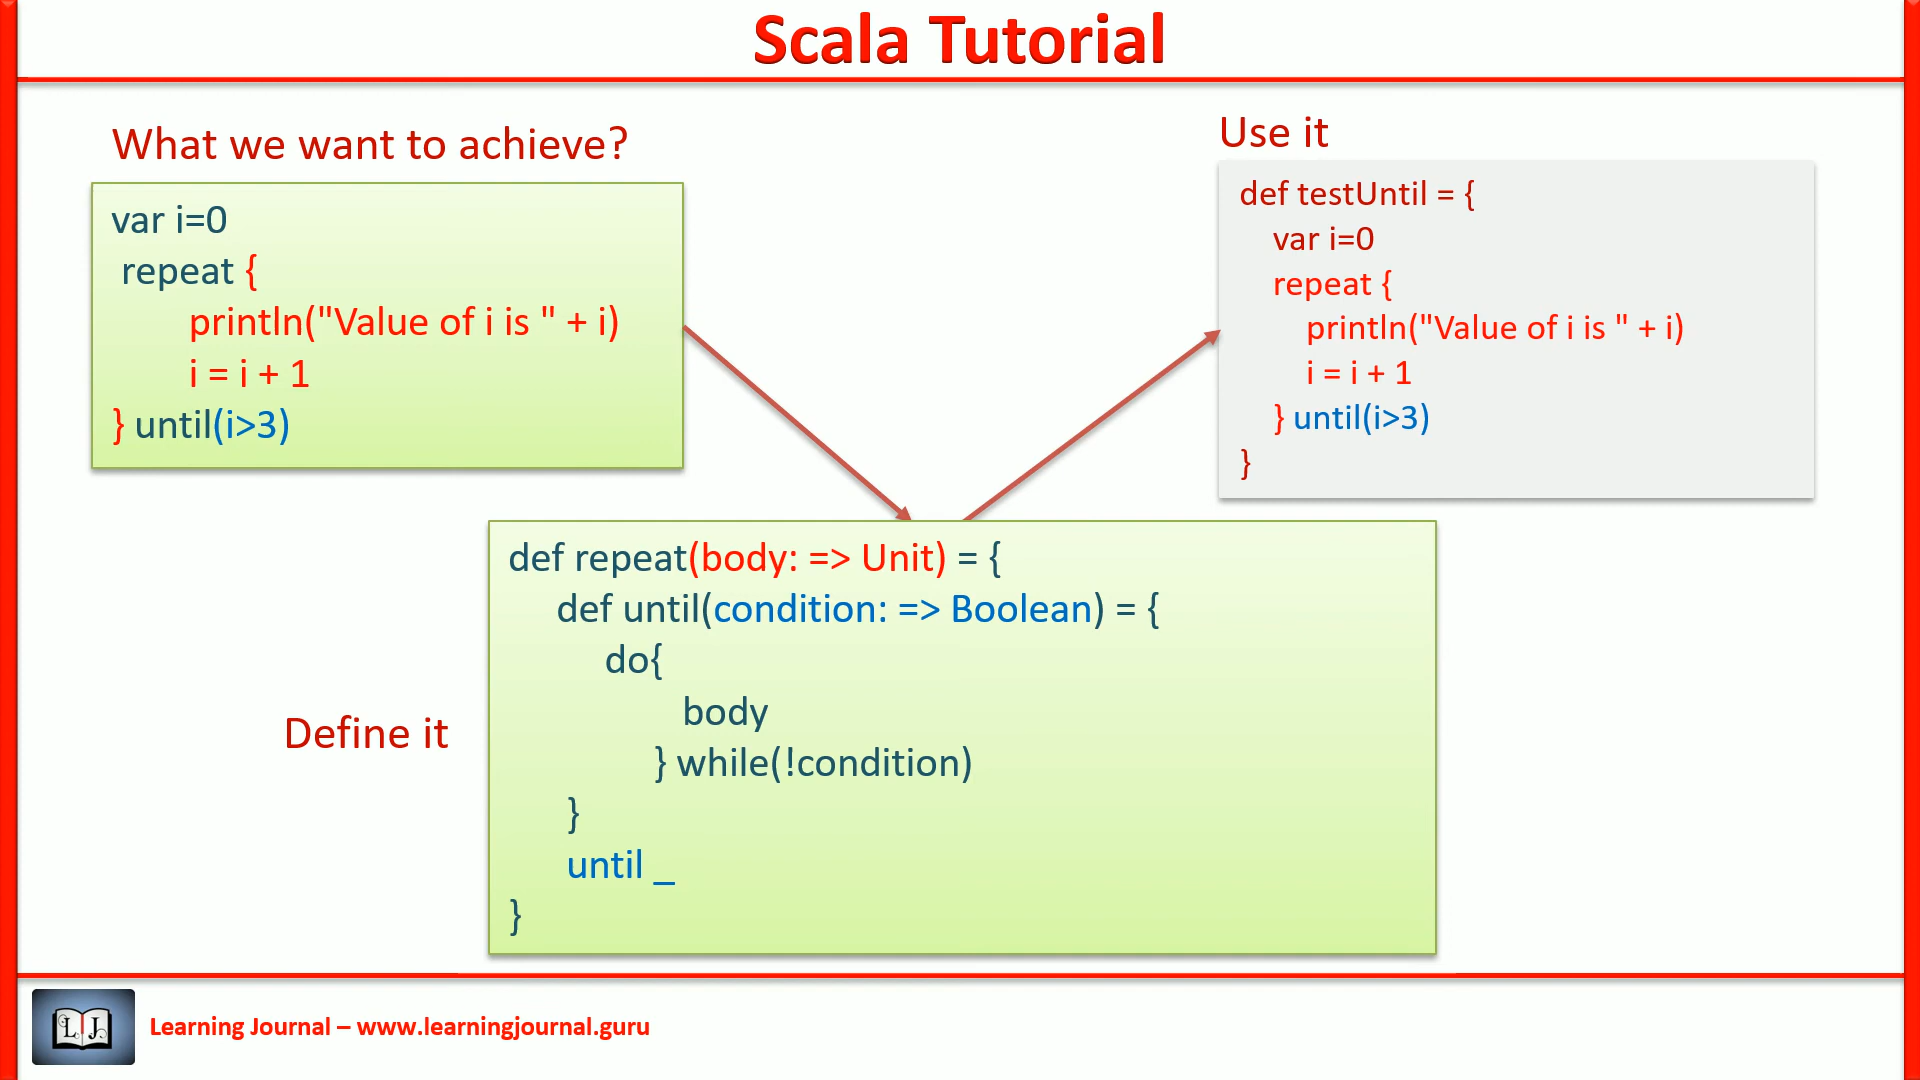 Scala Tutorial
What we want to achieve?
var i=0
repeat {
println("Value of i is " + i)
i = i + 1
} until(i>3)
Use it
def testUntil = {
var i=0
repeat {
println("Value of i is " + i)
i = i + 1
} until(i>3)
}
Define it
def repeat(body: => Unit) = {
def until(condition: => Boolean) = {
do{
body
} while(!condition)
}
until _
}
LJ
Learning Journal – www.learningjournal.guru